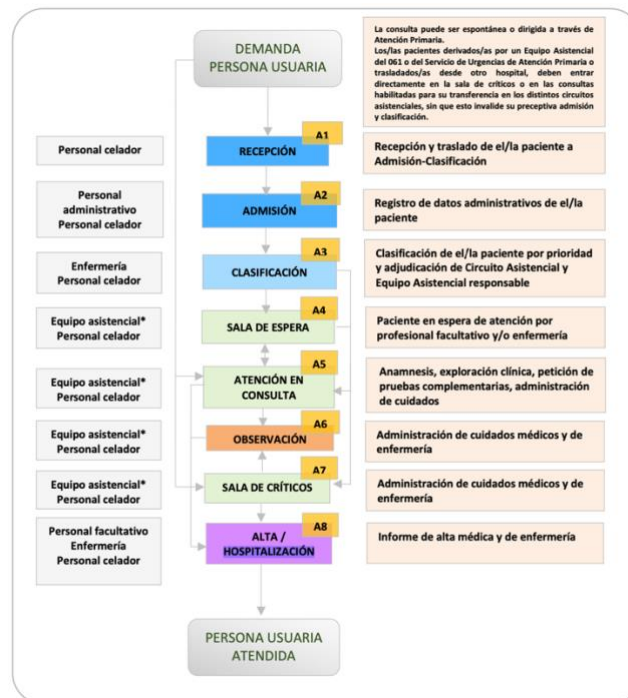 DEMANDA
PERSONA USUARIA
La consulta puede ser espontánea o dirigida a través de
Atención Primaria.
Los/las pacientes derivados/as por un Equipo Asistencial
del 061 o del Servicio de Urgencias de Atención Primaria o
trasladados/as desde otro hospital, deben entrar
directamente en la sala de críticos o en las consultas
habilitadas para su transferencia en los distintos circuitos
asistenciales, sin que esto invalide su preceptiva admisión
y clasificación.
Personal celador
A1
RECEPCIÓN
Recepción y traslado de el/la paciente a
Admisión-Clasificación
Personal
administrativo
Personal celador
A2
ADMISIÓN
Registro de datos administrativos de el/la
paciente
Enfermería
Personal celador
A3
CLASIFICACIÓN
Clasificación de el/la paciente por prioridad
y adjudicación de Circuito Asistencial y
Equipo Asistencial responsable
Equipo asistencial*
Personal celador
A4
SALA DE ESPERA
Paciente en espera de atención por
profesional facultativo y/o enfermería
Equipo asistencial*
Personal celador
A5
ATENCIÓN EN
CONSULTA
Anamnesis, exploración clínica, petición de
pruebas complementarias, administración
de cuidados
Equipo asistencial*
Personal celador
A6
OBSERVACIÓN
Administración de cuidados médicos y de
enfermería
Equipo asistencial*
Personal celador
A7
SALA DE CRÍTICOS
Administración de cuidados médicos y de
enfermería
Personal facultativo
Enfermería
Personal celador
A8
ALTA /
HOSPITALIZACIÓN
Informe de alta médica y de enfermería
PERSONA USUARIA
ATENDIDA